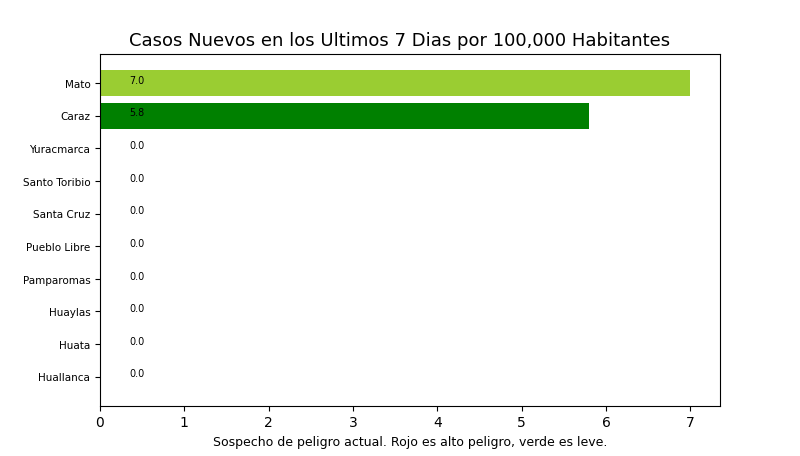 Casos Nuevos en los Ultimos 7 Dias por 100,000 Habitantes
Mato 7.0
Caraz 5.8
Yuracmarca 0.0
Santo Toribio 0.0
Santa Cruz 0.0
Pueblo Libre 0.0
Pamparomas 0.0
Huaylas 0.0
Huata 0.0
Huallanca 0.0
0 1 2 3 4 5 6 7
Sospecho de peligro actual. Rojo es alto peligro, verde es leve.